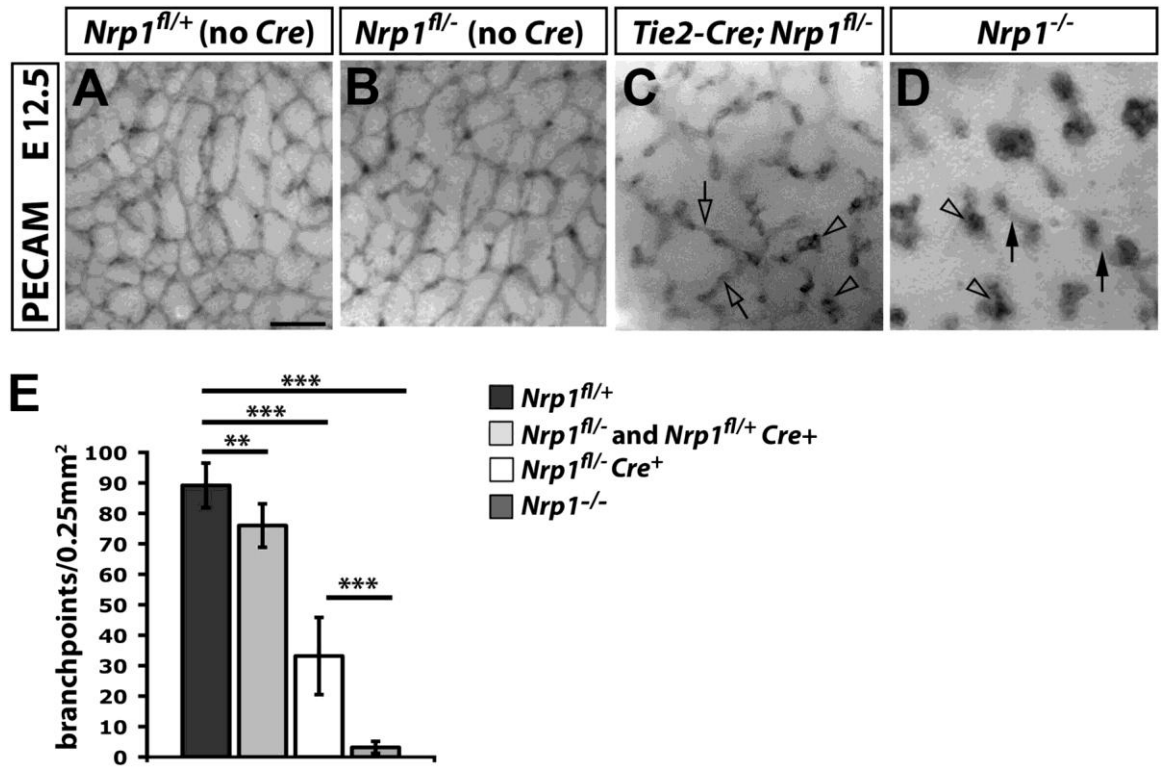 Nrp1fl/+ (no Cre)
Nrp1fl/- (no Cre)
Tie2-Cre; Nrp1fl/-
Nrp1-/-
PECAM E 12.5
A
B
C
D
E
***
***
**
***
Nrp1fl/+
Nrp1fl/- and Nrp1fl/+ Cre+
Nrp1fl/- Cre+
Nrp1-/-
branchpoints/0.25mm2
100
90
80
70
60
50
40
30
20
10
0